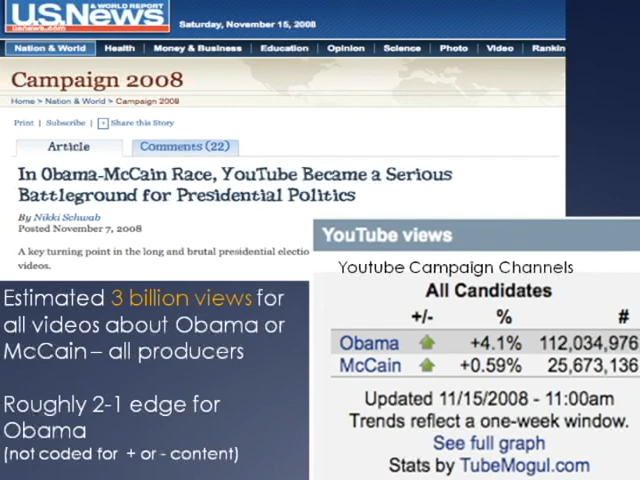 U.S.News
& WORLD REPORT
usnews.com
Saturday, November 15, 2008
Nation & World Health Money & Business Education Opinion Science Photo Video Rankin
Campaign 2008
Home > Nation & World > Campaign 2008
Print | Subscribe | + Share this Story
Article Comments (22)
In Obama-McCain Race, YouTube Became a Serious
Battleground for Presidential Politics
By Nikki Schwab
Posted November 7, 2008
A key turning point in the long and brutal presidential electio
videos.
YouTube views
Youtube Campaign Channels
All Candidates
+/- % #
Obama +4.1% 112,034,976
McCain +0.59% 25,673,136
Updated 11/15/2008 - 11:00am
Trends reflect a one-week window.
See full graph
Stats by TubeMogul.com
Estimated 3 billion views for
all videos about Obama or
McCain – all producers
Roughly 2-1 edge for
Obama
(not coded for + or - content)